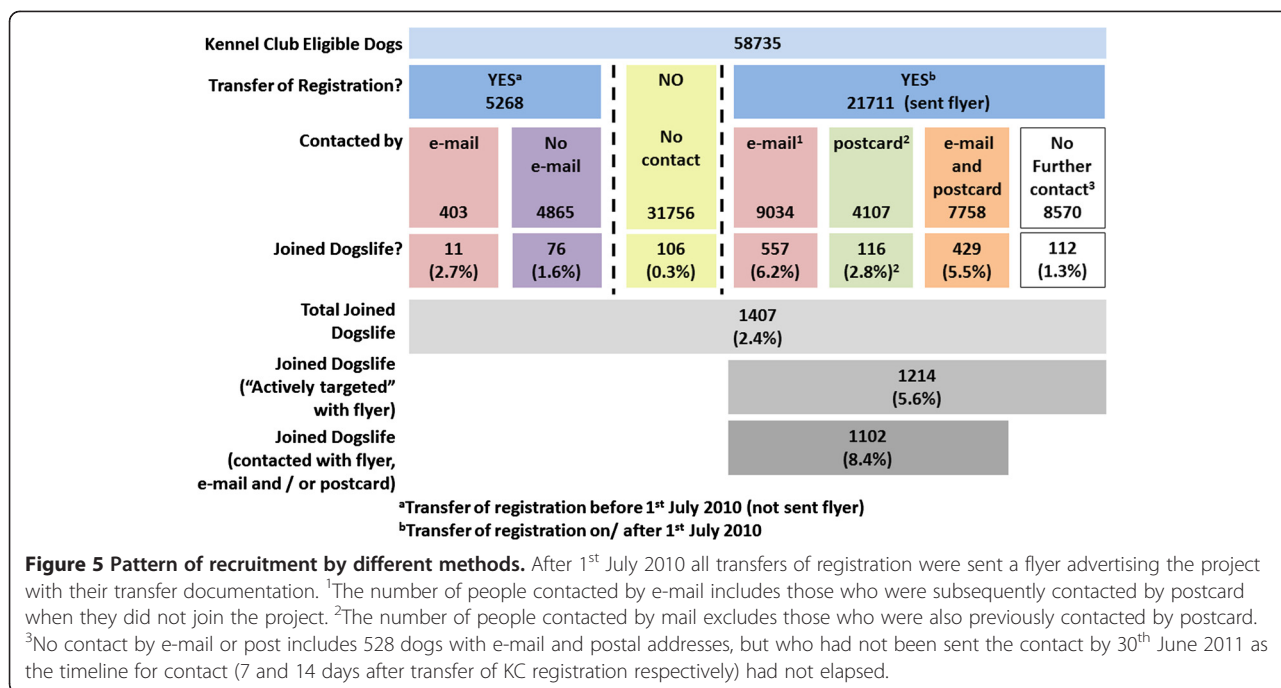 Kennel Club Eligible Dogs 58735
Transfer of Registration? YESᵃ NO YESᵇ
5268 21711 (sent flyer)
Contacted by e-mail No No e-mail¹ postcard² e-mail No
e-mail contact and Further
postcard contact³
403 4865 31756 9034 4107 7758 8570
Joined Dogslife? 11 76 106 557 116 429 112
(2.7%) (1.6%) (0.3%) (6.2%) (2.8%)² (5.5%) (1.3%)
Total Joined 1407
Dogslife (2.4%)
Joined Dogslife
("Actively targeted" 1214
with flyer) (5.6%)
Joined Dogslife 1102
(contacted with flyer, (8.4%)
e-mail and / or postcard)
ᵃTransfer of registration before 1ˢᵗ July 2010 (not sent flyer)
ᵇTransfer of registration on/ after 1ˢᵗ July 2010
Figure 5 Pattern of recruitment by different methods. After 1ˢᵗ July 2010 all transfers of registration were sent a flyer advertising the project
with their transfer documentation. ¹The number of people contacted by e-mail includes those who were subsequently contacted by postcard
when they did not join the project. ²The number of people contacted by mail excludes those who were also previously contacted by postcard.
³No contact by e-mail or post includes 528 dogs with e-mail and postal addresses, but who had not been sent the contact by 30ᵗʰ June 2011 as
the timeline for contact (7 and 14 days after transfer of KC registration respectively) had not elapsed.